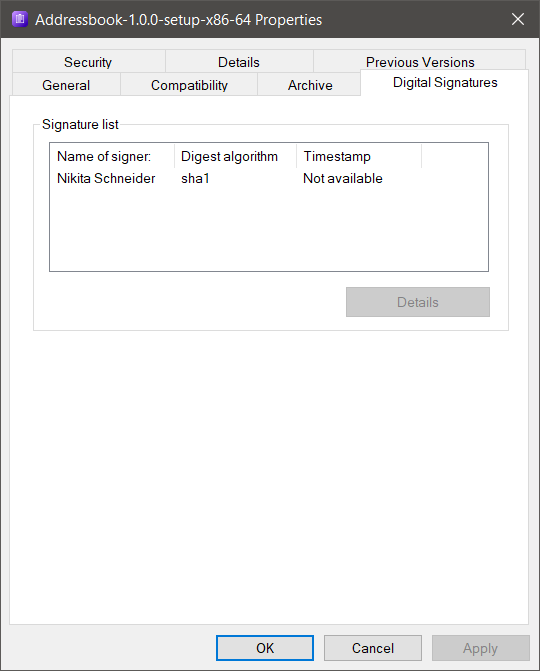 Addressbook-1.0.0-setup-x86-64 Properties
Security Details Previous Versions
General Compatibility Archive Digital Signatures
Signature list
Name of signer: Digest algorithm Timestamp
Nikita Schneider sha1 Not available
Details
OK Cancel Apply